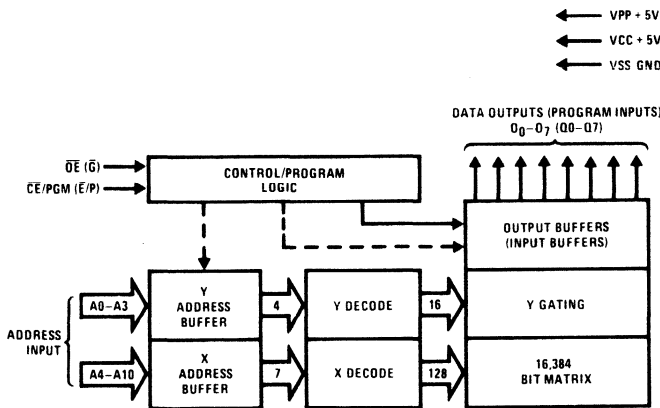 VPP + 5V
VCC + 5V
VSS GND
DATA OUTPUTS (PROGRAM INPUTS)
O0–O7 (Q0–Q7)
OE (G)
CE/PGM (E/P)
CONTROL/PROGRAM
LOGIC
OUTPUT BUFFERS
(INPUT BUFFERS)
ADDRESS
INPUT
A0–A3
Y
ADDRESS
BUFFER
4
Y DECODE
16
Y GATING
A4–A10
X
ADDRESS
BUFFER
7
X DECODE
128
16,384
BIT MATRIX